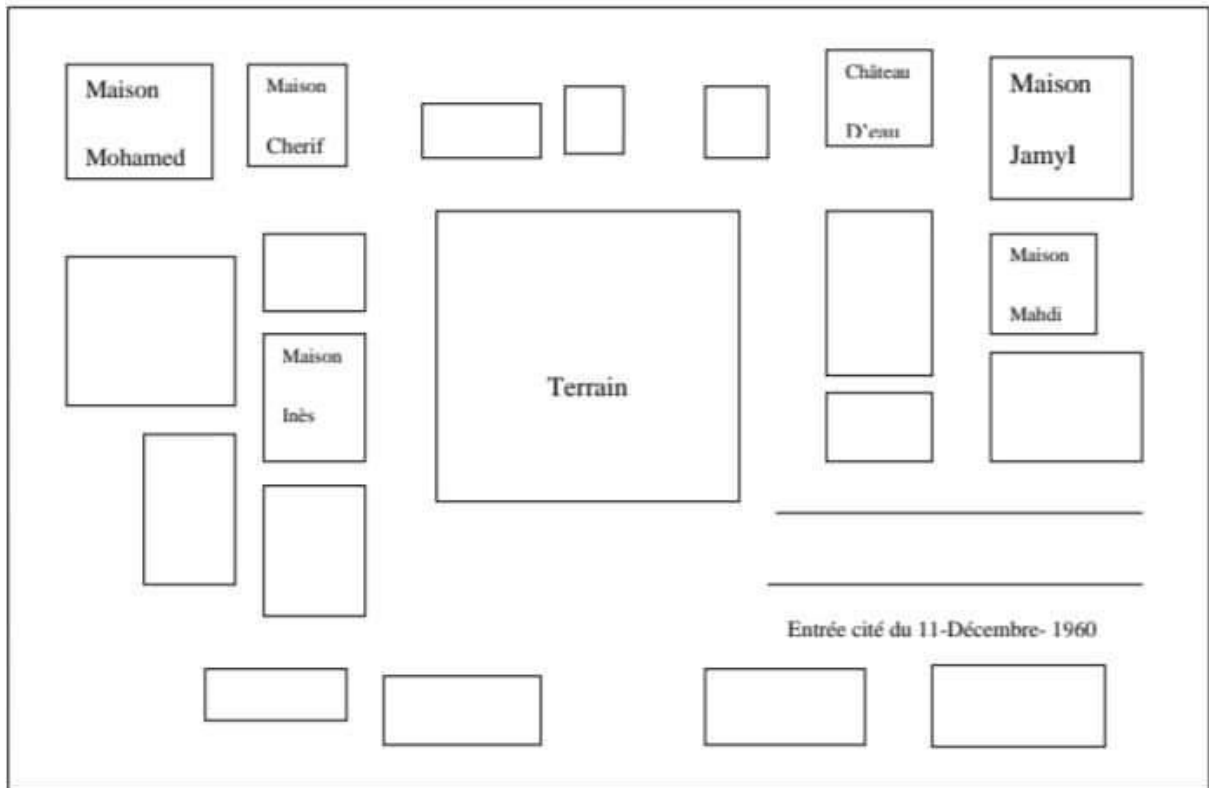 Maison
Mohamed
Maison
Cherif
Château
D'eau
Maison
Jamyl
Maison
Mahdi
Maison
Inès
Terrain
Entrée cité du 11-Décembre- 1960